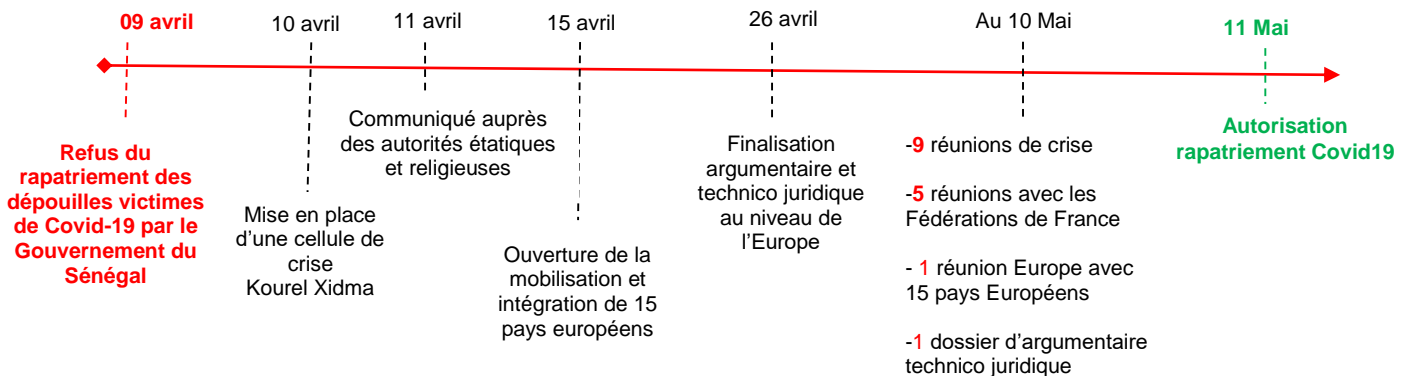 09 avril
Refus du
rapatriement des
dépouilles victimes
de Covid-19 par le
Gouvernement du
Sénégal
10 avril
Mise en place
d’une cellule de
crise
Kourel Xidma
11 avril
Communiqué auprès
des autorités étatiques
et religieuses
15 avril
Ouverture de la
mobilisation et
intégration de 15
pays européens
26 avril
Finalisation
argumentaire et
technico juridique
au niveau de
l’Europe
Au 10 Mai
-9 réunions de crise
-5 réunions avec les
Fédérations de France
- 1 réunion Europe avec
15 pays Européens
-1 dossier d’argumentaire
technico juridique
11 Mai
Autorisation
rapatriement Covid19